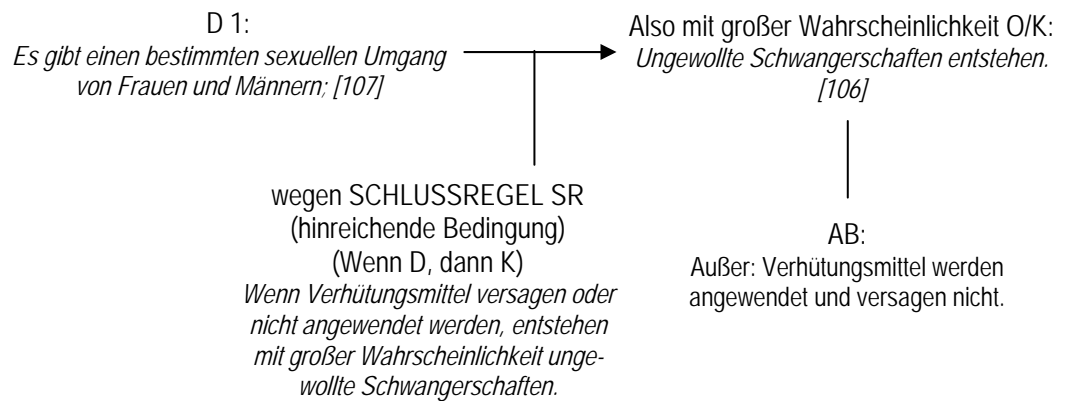 D 1:
Es gibt einen bestimmten sexuellen Umgang
von Frauen und Männern; [107]
Also mit großer Wahrscheinlichkeit O/K:
Ungewollte Schwangerschaften entstehen.
[106]
wegen SCHLUSSREGEL SR
(hinreichende Bedingung)
(Wenn D, dann K)
Wenn Verhütungsmittel versagen oder
nicht angewendet werden, entstehen
mit großer Wahrscheinlichkeit unge-
wollte Schwangerschaften.
AB:
Außer: Verhütungsmittel werden
angewendet und versagen nicht.